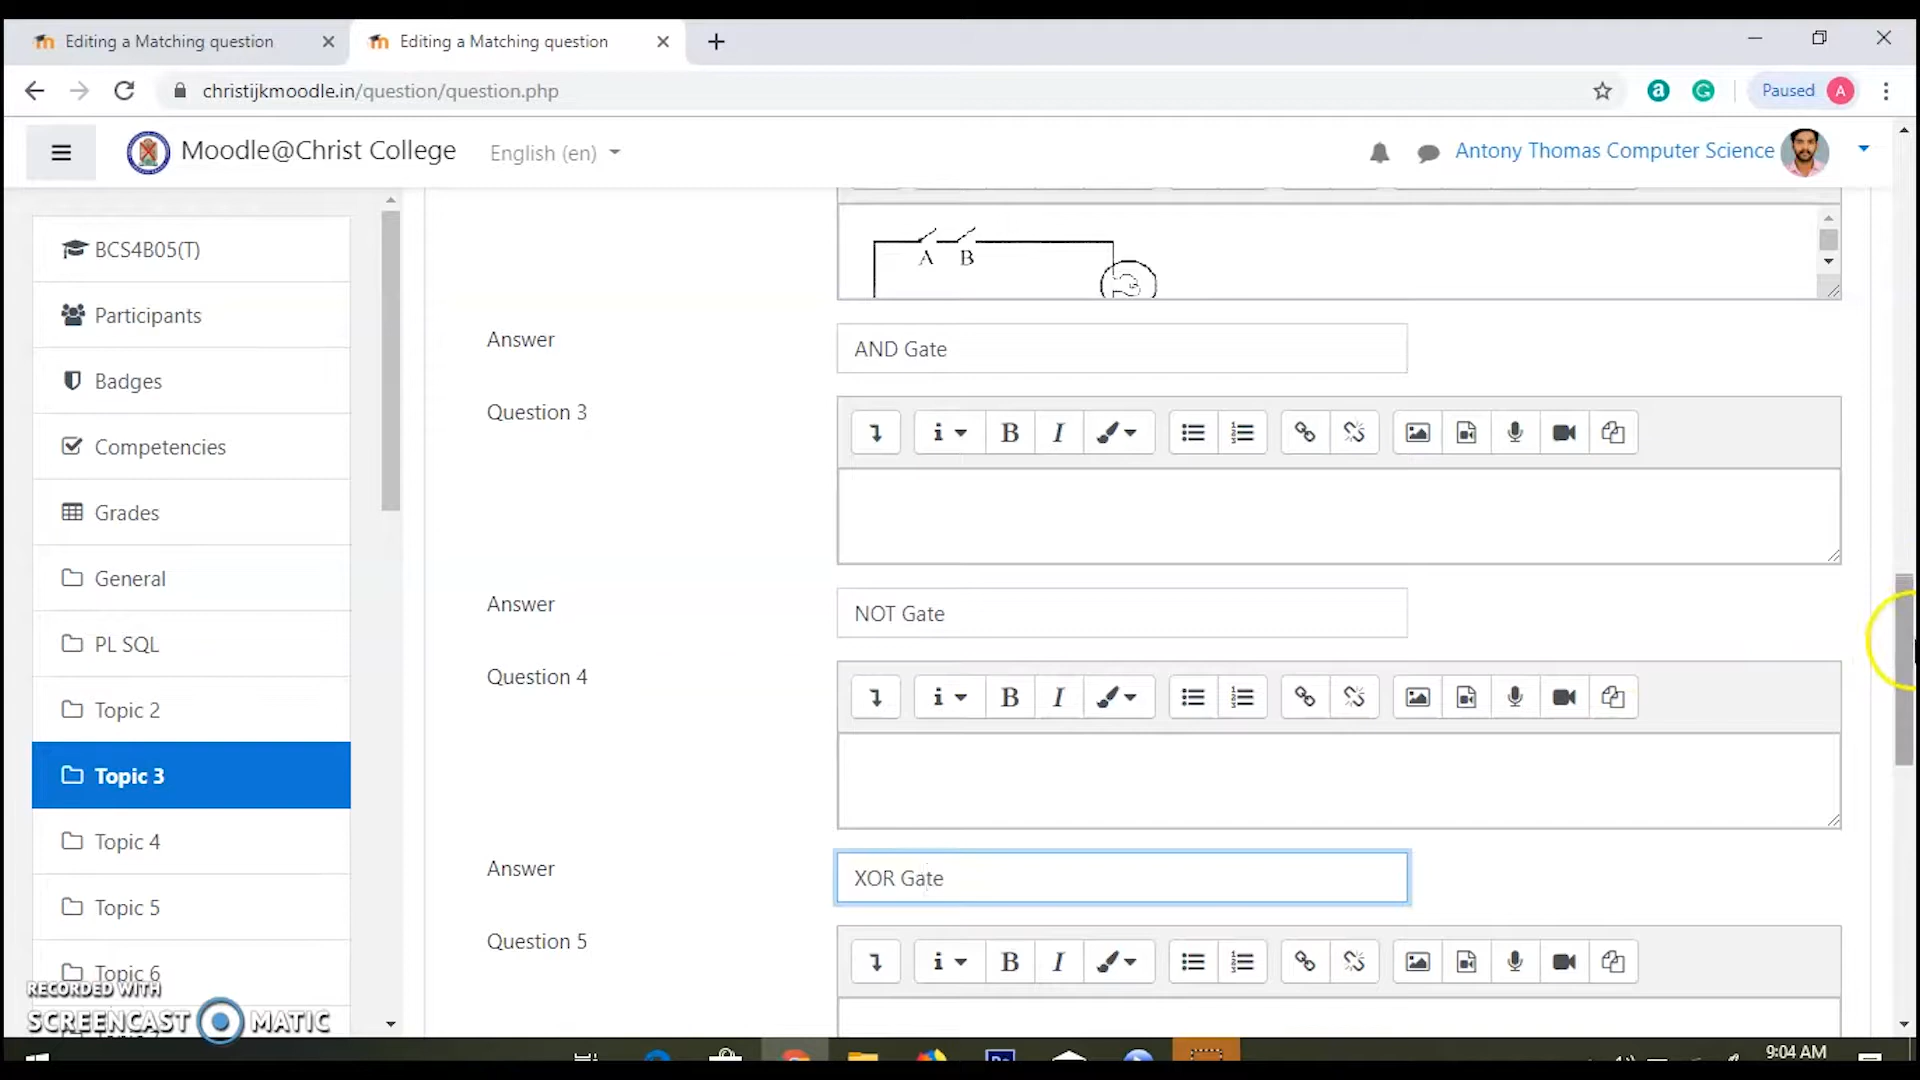 Editing a Matching question
Editing a Matching question
christijkmoodle.in/question/question.php
Paused
A
Moodle@Christ College
English (en)
Antony Thomas Computer Science
BCS4B05(T)
Participants
Badges
Competencies
Grades
General
PL SQL
Topic 2
Topic 3
Topic 4
Topic 5
Topic 6
A B
Answer
AND Gate
Question 3
B I
Answer
NOT Gate
Question 4
B I
Answer
XOR Gate
Question 5
B I
RECORDED WITH
SCREENCAST MATIC
9:04 AM